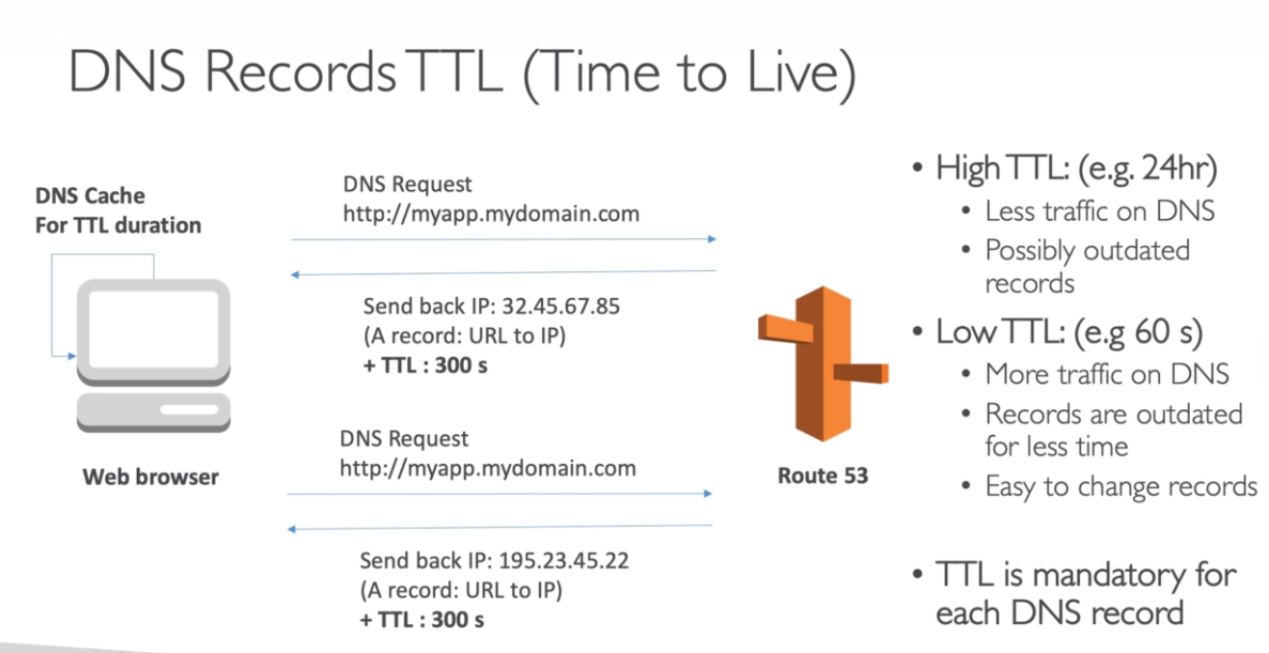 DNS Records TTL (Time to Live)
DNS Cache
For TTL duration
Web browser
DNS Request
http://myapp.mydomain.com
Send back IP: 32.45.67.85
(A record: URL to IP)
+ TTL : 300 s
DNS Request
http://myapp.mydomain.com
Send back IP: 195.23.45.22
(A record: URL to IP)
+ TTL : 300 s
Route 53
• High TTL: (e.g. 24hr)
• Less traffic on DNS
• Possibly outdated
records
• Low TTL: (e.g 60 s)
• More traffic on DNS
• Records are outdated
for less time
• Easy to change records
• TTL is mandatory for
each DNS record